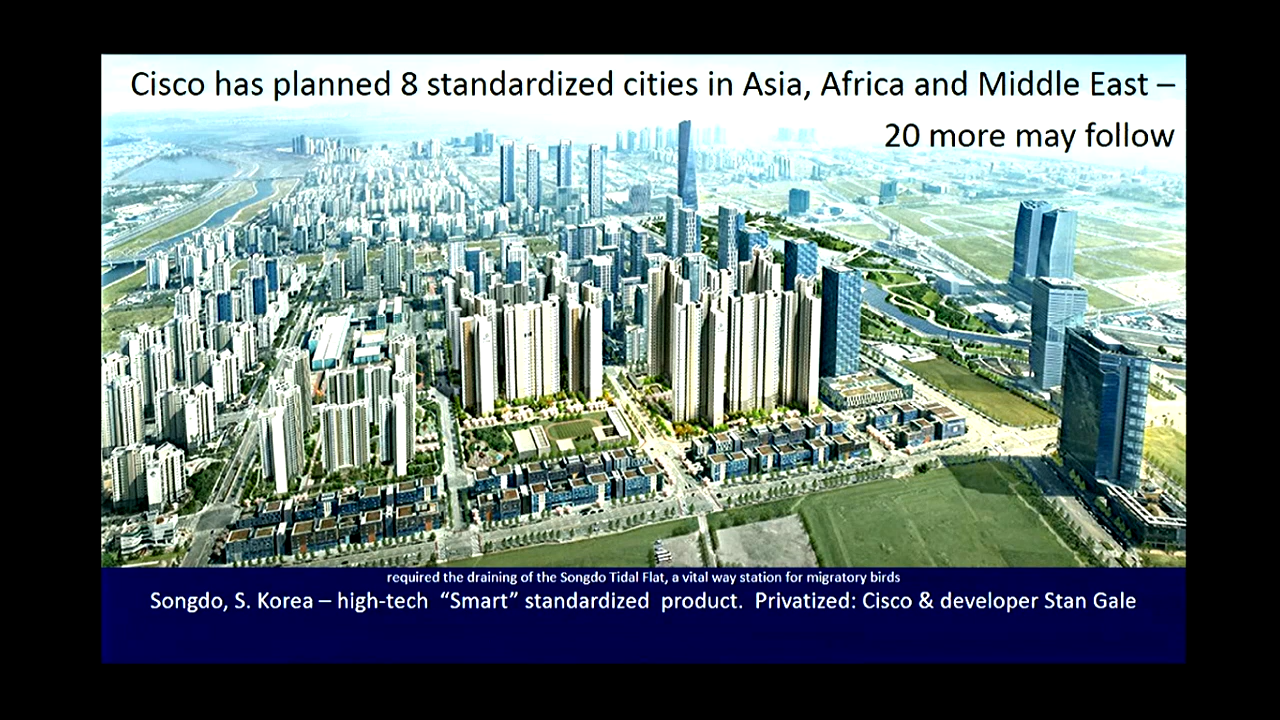 Cisco has planned 8 standardized cities in Asia, Africa and Middle East –
20 more may follow
required the draining of the Songdo Tidal Flat, a vital way station for migratory birds
Songdo, S. Korea – high-tech “Smart” standardized product. Privatized: Cisco & developer Stan Gale